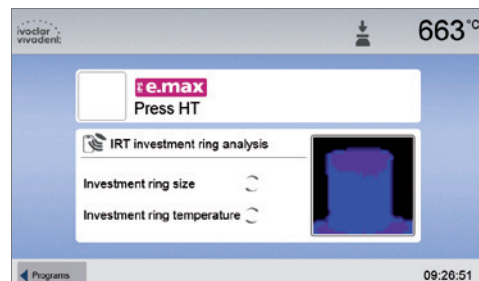 ivoclar
vivadent:
663°C
IPS e.max
Press HT
IRT investment ring analysis
Investment ring size
Investment ring temperature
Programs
09:26:51